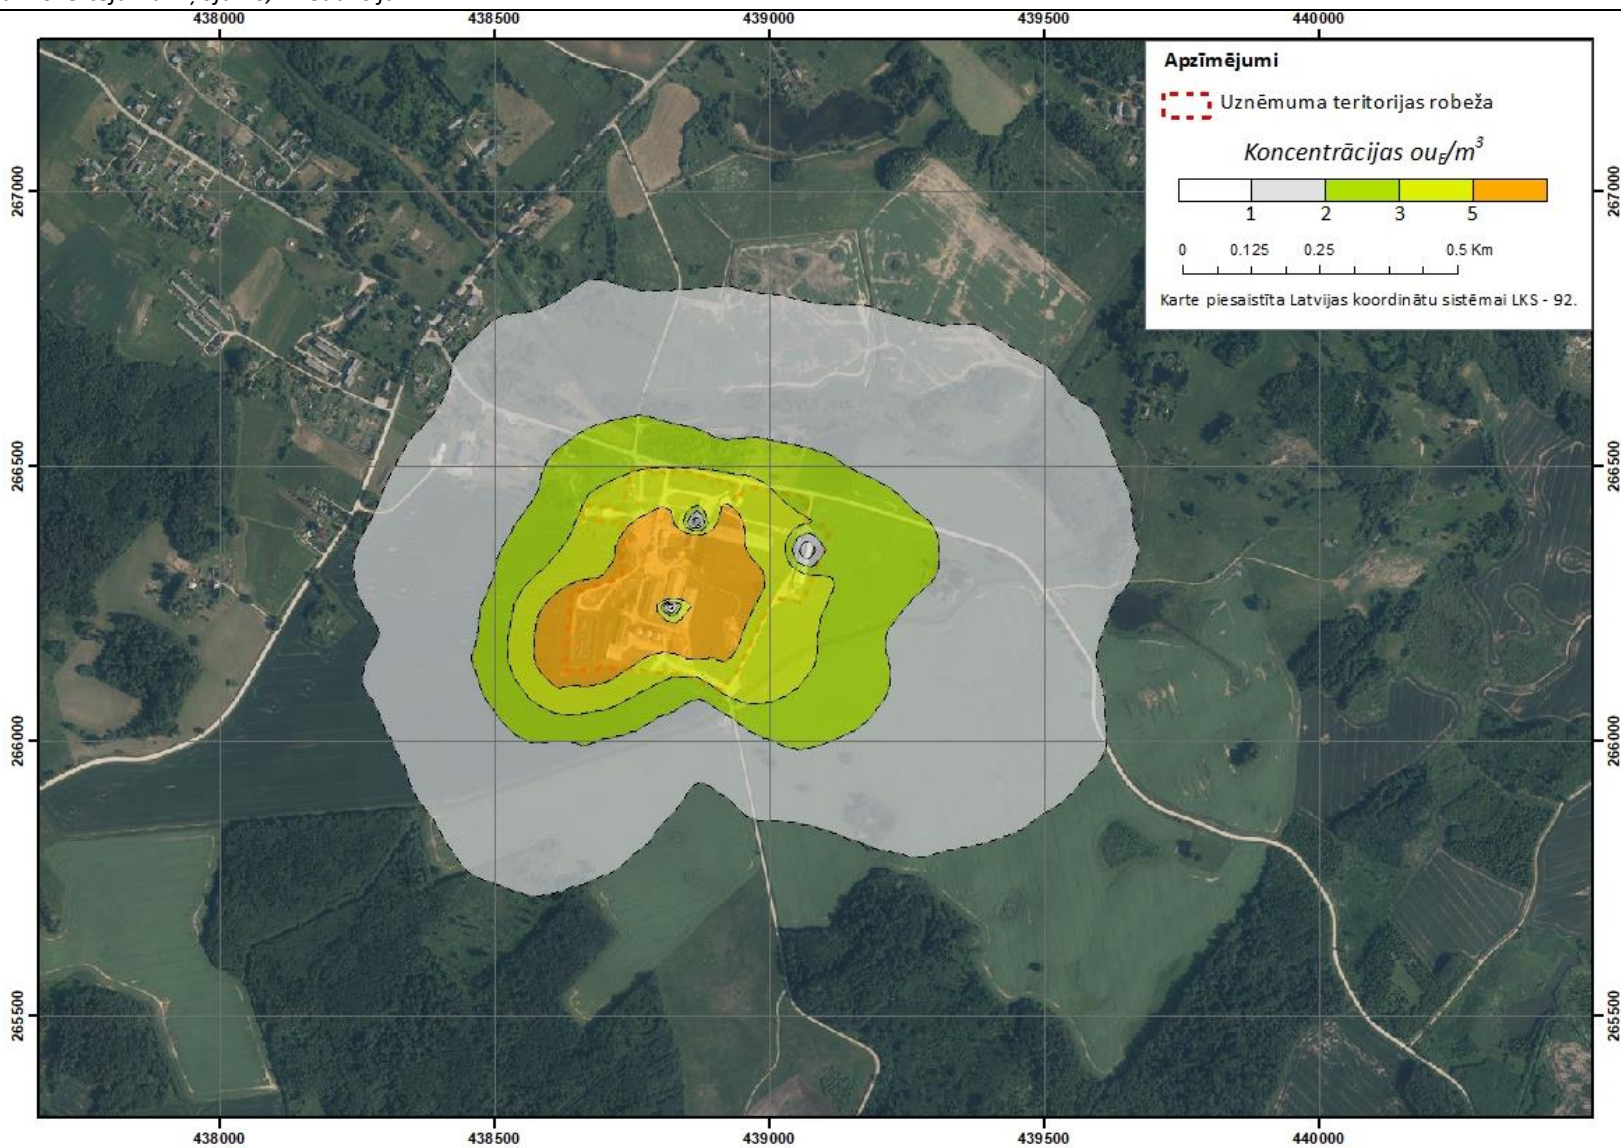 438000 438500 439000 439500 440000
Apzīmējumi
Uzņēmuma teritorijas robeža
Koncentrācijas ou_E/m³
1 2 3 5
0 0.125 0.25 0.5 Km
Karte piesaistīta Latvijas koordinātu sistēmai LKS - 92.
267000 267000
266500 266500
266000 266000
265500 265500
438000 438500 439000 439500 440000